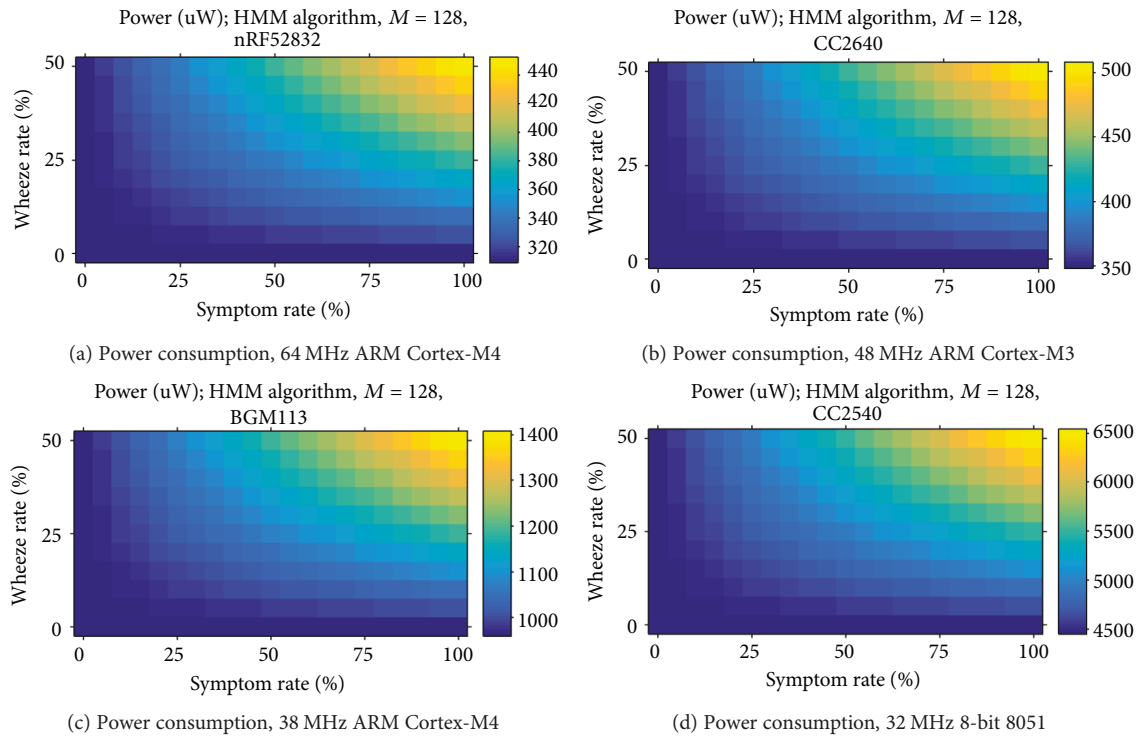 Power (uW); HMM algorithm, M = 128,
nRF52832
50
25
0
Wheeze rate (%)
0 25 50 75 100
Symptom rate (%)
440
420
400
380
360
340
320
(a) Power consumption, 64 MHz ARM Cortex-M4
Power (uW); HMM algorithm, M = 128,
CC2640
50
25
0
Wheeze rate (%)
0 25 50 75 100
Symptom rate (%)
500
450
400
350
(b) Power consumption, 48 MHz ARM Cortex-M3
Power (uW); HMM algorithm, M = 128,
BGM113
50
25
0
Wheeze rate (%)
0 25 50 75 100
Symptom rate (%)
1400
1300
1200
1100
1000
(c) Power consumption, 38 MHz ARM Cortex-M4
Power (uW); HMM algorithm, M = 128,
CC2540
50
25
0
Wheeze rate (%)
0 25 50 75 100
Symptom rate (%)
6500
6000
5500
5000
4500
(d) Power consumption, 32 MHz 8-bit 8051